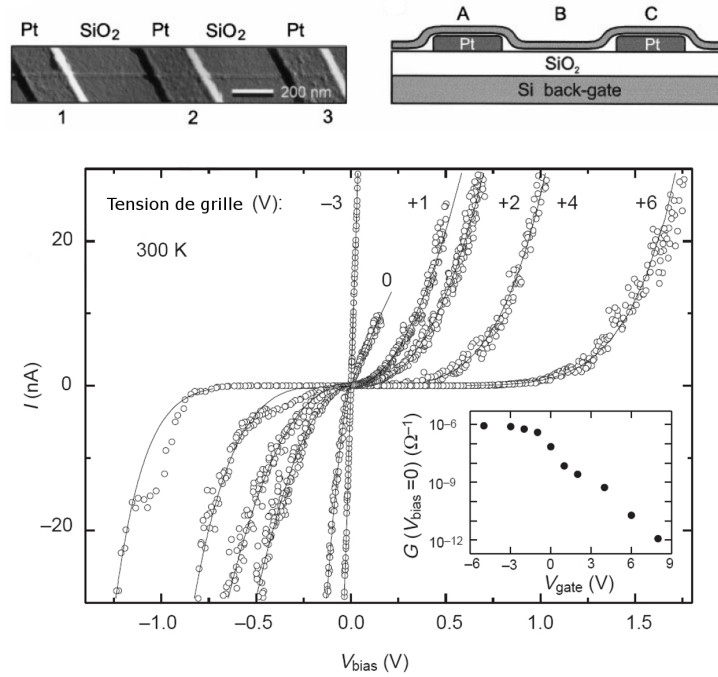 Pt SiO2 Pt SiO2 Pt
200 nm
1 2 3
A B C
Pt Pt
SiO2
Si back-gate
Tension de grille (V): –3 +1 +2 +4 +6
300 K
0
I (nA)
20
0
–20
–1.0 –0.5 0.0 0.5 1.0 1.5
Vbias (V)
G (Vbias =0) (Ω–1)
10–6
10–9
10–12
–6 –3 0 3 6 9
Vgate (V)